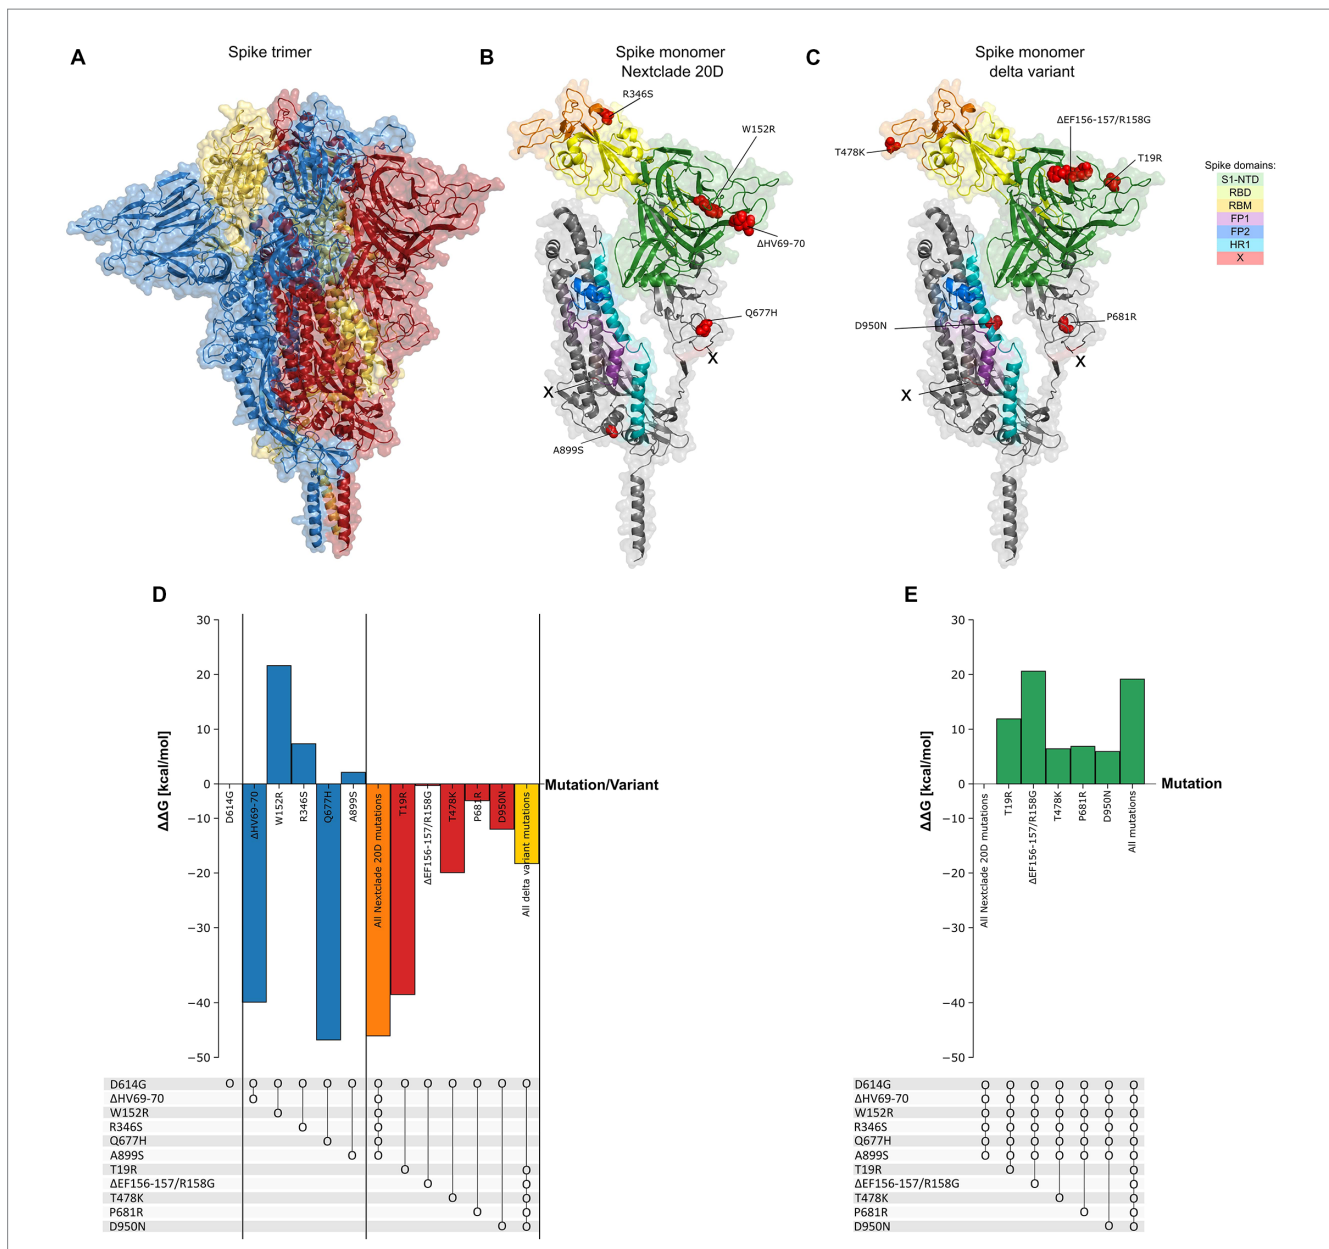 A
Spike trimer
B
Spike monomer
Nextclade 20D
C
Spike monomer
delta variant
R346S
W152R
ΔHV69-70
Q677H
X
X
A899S
T478K
ΔEF156-157/R158G
T19R
D950N
P681R
X
X
Spike domains:
S1-NTD
RBD
RBM
FP1
FP2
HR1
X
D
ΔΔG [kcal/mol]
30
20
10
0
−10
−20
−30
−40
−50
D614G
ΔHV69-70
W152R
R346S
Q677H
A899S
All Nextclade 20D mutations
T19R
ΔEF156-157/R158G
T478K
P681R
D950N
All delta variant mutations
Mutation/Variant
D614G
ΔHV69-70
W152R
R346S
Q677H
A899S
T19R
ΔEF156-157/R158G
T478K
P681R
D950N
E
ΔΔG [kcal/mol]
30
20
10
0
−10
−20
−30
−40
−50
All Nextclade 20D mutations
T19R
ΔEF156-157/R158G
T478K
P681R
D950N
All mutations
Mutation
D614G
ΔHV69-70
W152R
R346S
Q677H
A899S
T19R
ΔEF156-157/R158G
T478K
P681R
D950N